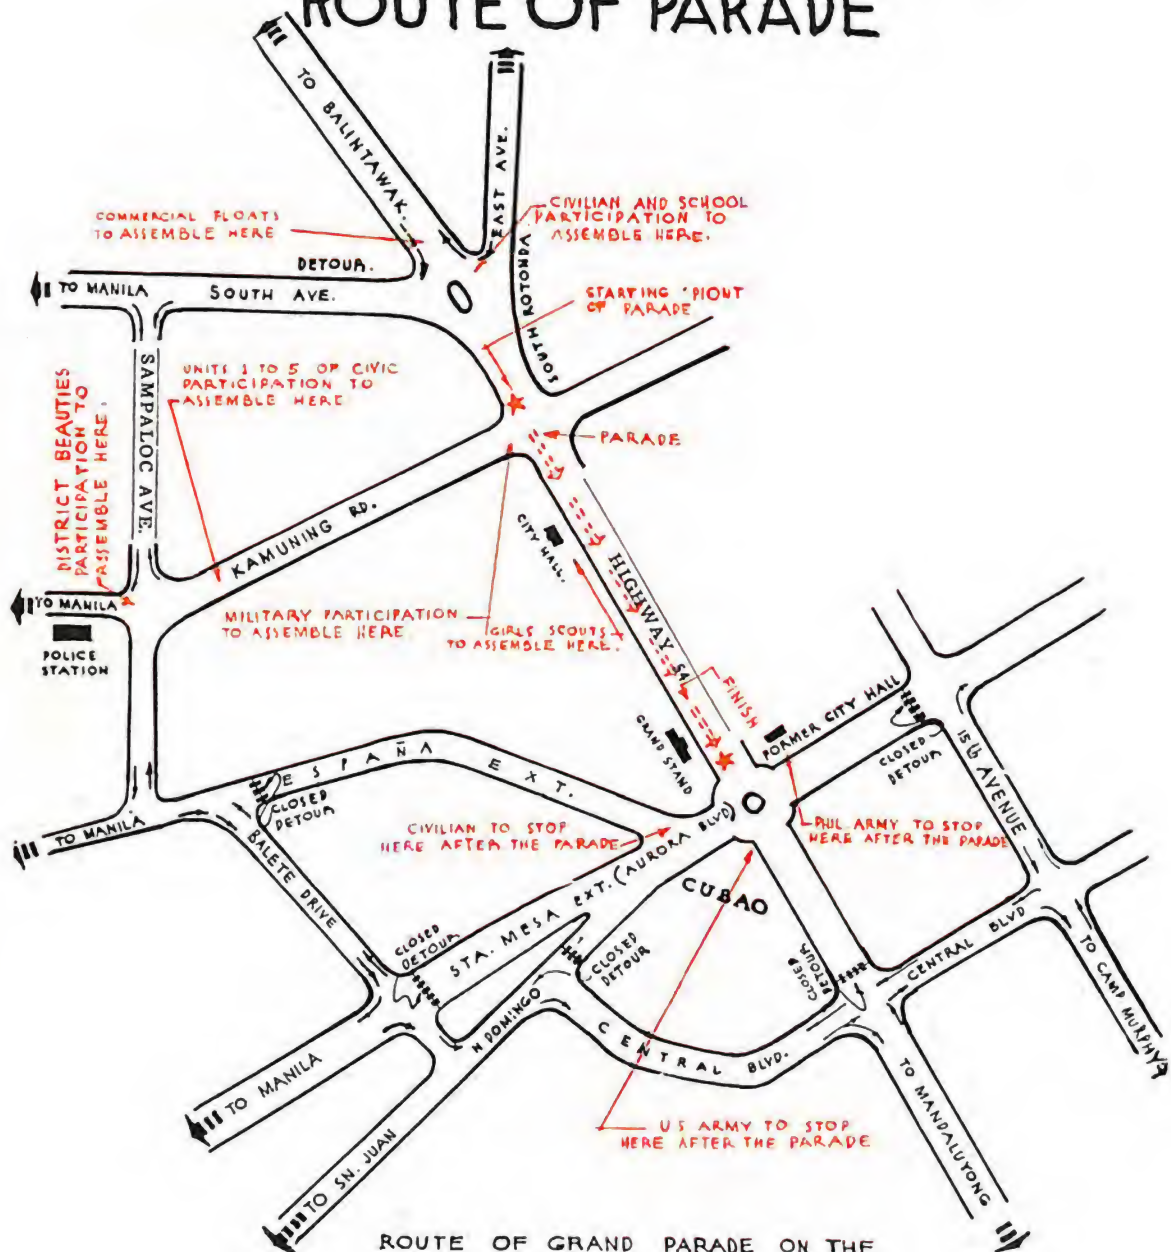 ROUTE OF PARADE
TO BALINTAWAK.
EAST AVE.
COMMERCIAL FLOATS
TO ASSEMBLE HERE
CIVILIAN AND SCHOOL
PARTICIPATION TO
ASSEMBLE HERE.
DETOUR.
TO MANILA
SOUTH AVE.
SOUTH ROTONDA
STARTING PIONT
OF PARADE
SAMPALOC AVE.
UNITS 1 TO 5 OF CIVIC
PARTICIPATION TO
ASSEMBLE HERE
DISTRICT BEAUTIES
PARTICIPATION TO
ASSEMBLE HERE.
PARADE
KAMUNING RD.
CITY HALL.
HIGHWAY 54
TO MANILA
POLICE
STATION
MILITARY PARTICIPATION
TO ASSEMBLE HERE
GIRLS SCOUTS
TO ASSEMBLE HERE.
FINISH
GRAND STAND
FORMER CITY HALL
CLOSED
DETOUR
15th AVENUE
ESPAÑA EXT.
CLOSED
DETOUR
TO MANILA
BALETE DRIVE
CIVILIAN TO STOP
HERE AFTER THE PARADE
PHIL. ARMY TO STOP
HERE AFTER THE PARADE
STA. MESA EXT. (AURORA BLVD)
CUBAO
CLOSED
DETOUR
CLOSED
DETOUR
CLOSED
DETOUR
CENTRAL BLVD
TO CAMP MURPHY
N DOMINGO
CENTRAL BLVD.
TO MANILA
TO SN. JUAN
TO MANDALUYONG
US ARMY TO STOP
HERE AFTER THE PARADE
ROUTE OF GRAND PARADE ON THE